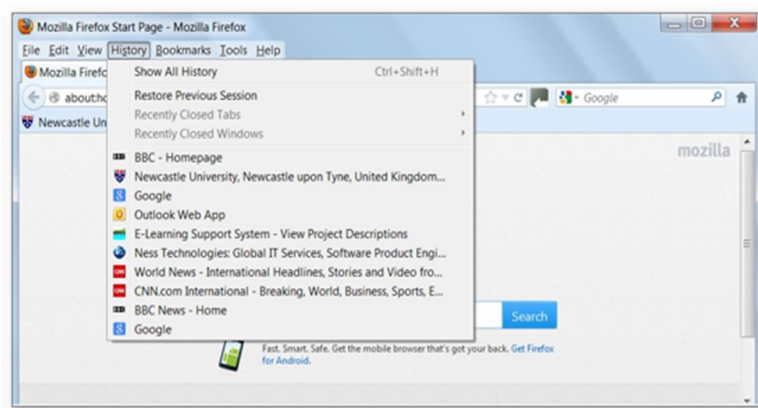 Mozilla Firefox Start Page - Mozilla Firefox
File Edit View History Bookmarks Tools Help
Mozilla Firefo
Show All History Ctrl+Shift+H
about:ho
Restore Previous Session
Google
Recently Closed Tabs
Newcastle Un
Recently Closed Windows
mozilla
BBC - Homepage
Newcastle University, Newcastle upon Tyne, United Kingdom...
Google
Outlook Web App
E-Learning Support System - View Project Descriptions
Ness Technologies: Global IT Services, Software Product Engi...
World News - International Headlines, Stories and Video fro...
CNN.com International - Breaking, World, Business, Sports, E...
BBC News - Home
Search
Google
Fast. Smart. Safe. Get the mobile browser that's got your back. Get Firefox
for Android.